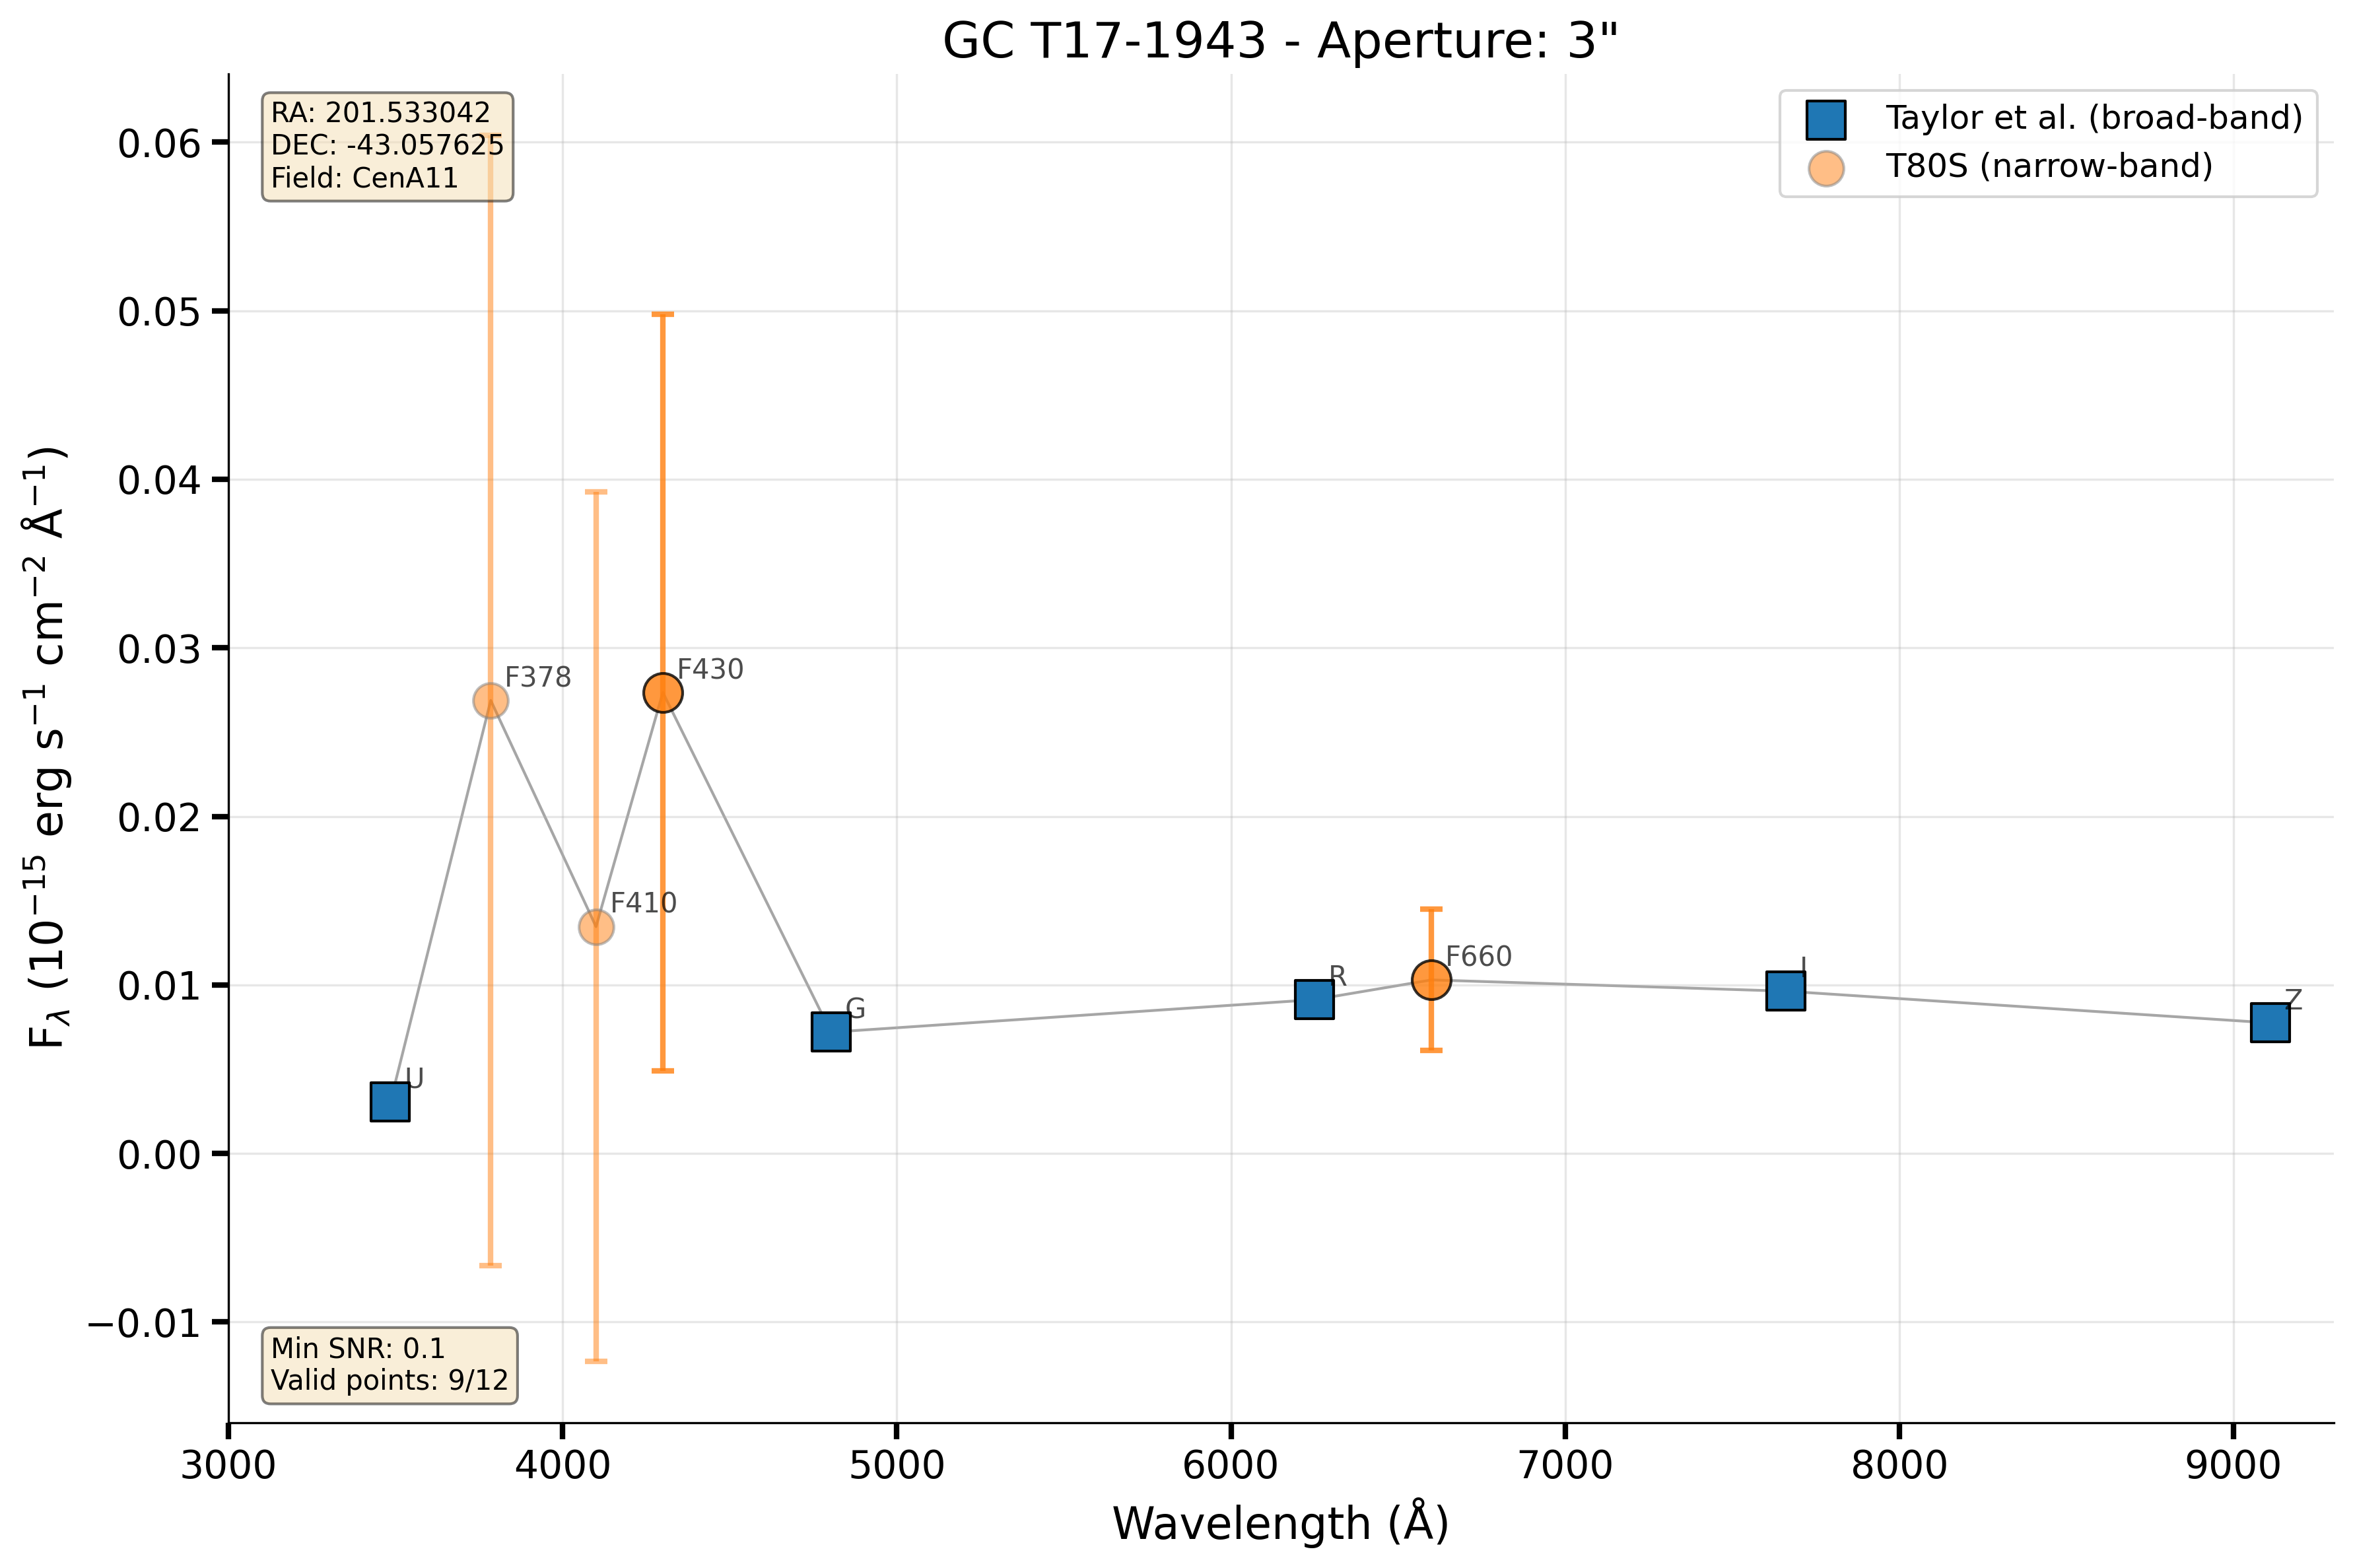 GC T17-1943 - Aperture: 3"
RA: 201.533042
DEC: -43.057625
Field: CenA11
Taylor et al. (broad-band)
T80S (narrow-band)
0.06
0.05
0.04
0.03
0.02
0.01
0.00
−0.01
F_λ (10⁻¹⁵ erg s⁻¹ cm⁻² Å⁻¹)
F378
F430
F410
F660
U
G
R
I
Z
Min SNR: 0.1
Valid points: 9/12
3000 4000 5000 6000 7000 8000 9000
Wavelength (Å)